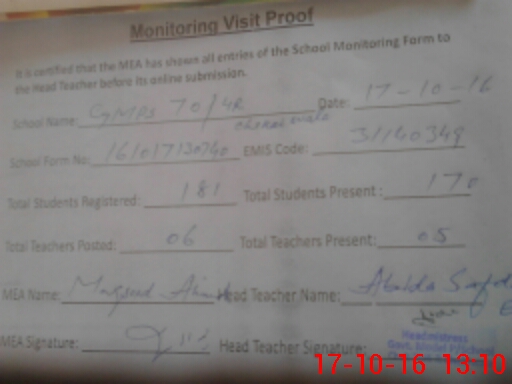 Monitoring Visit Proof
It is certified that the MEA has shown all entries of the School Monitoring Form to
the Head Teacher before its online submission.
School Name: GMPS 70/4R Date: 17-10-16
School Form No: 161017130740 EMIS Code: 31140349
Total Students Registered: 181 Total Students Present: 170
Total Teachers Posted: 06 Total Teachers Present: 05
MEA Name: Maqsood Ahmed Head Teacher Name:
MEA Signature: Head Teacher Signature:
Headmistress
17-10-16 13:10